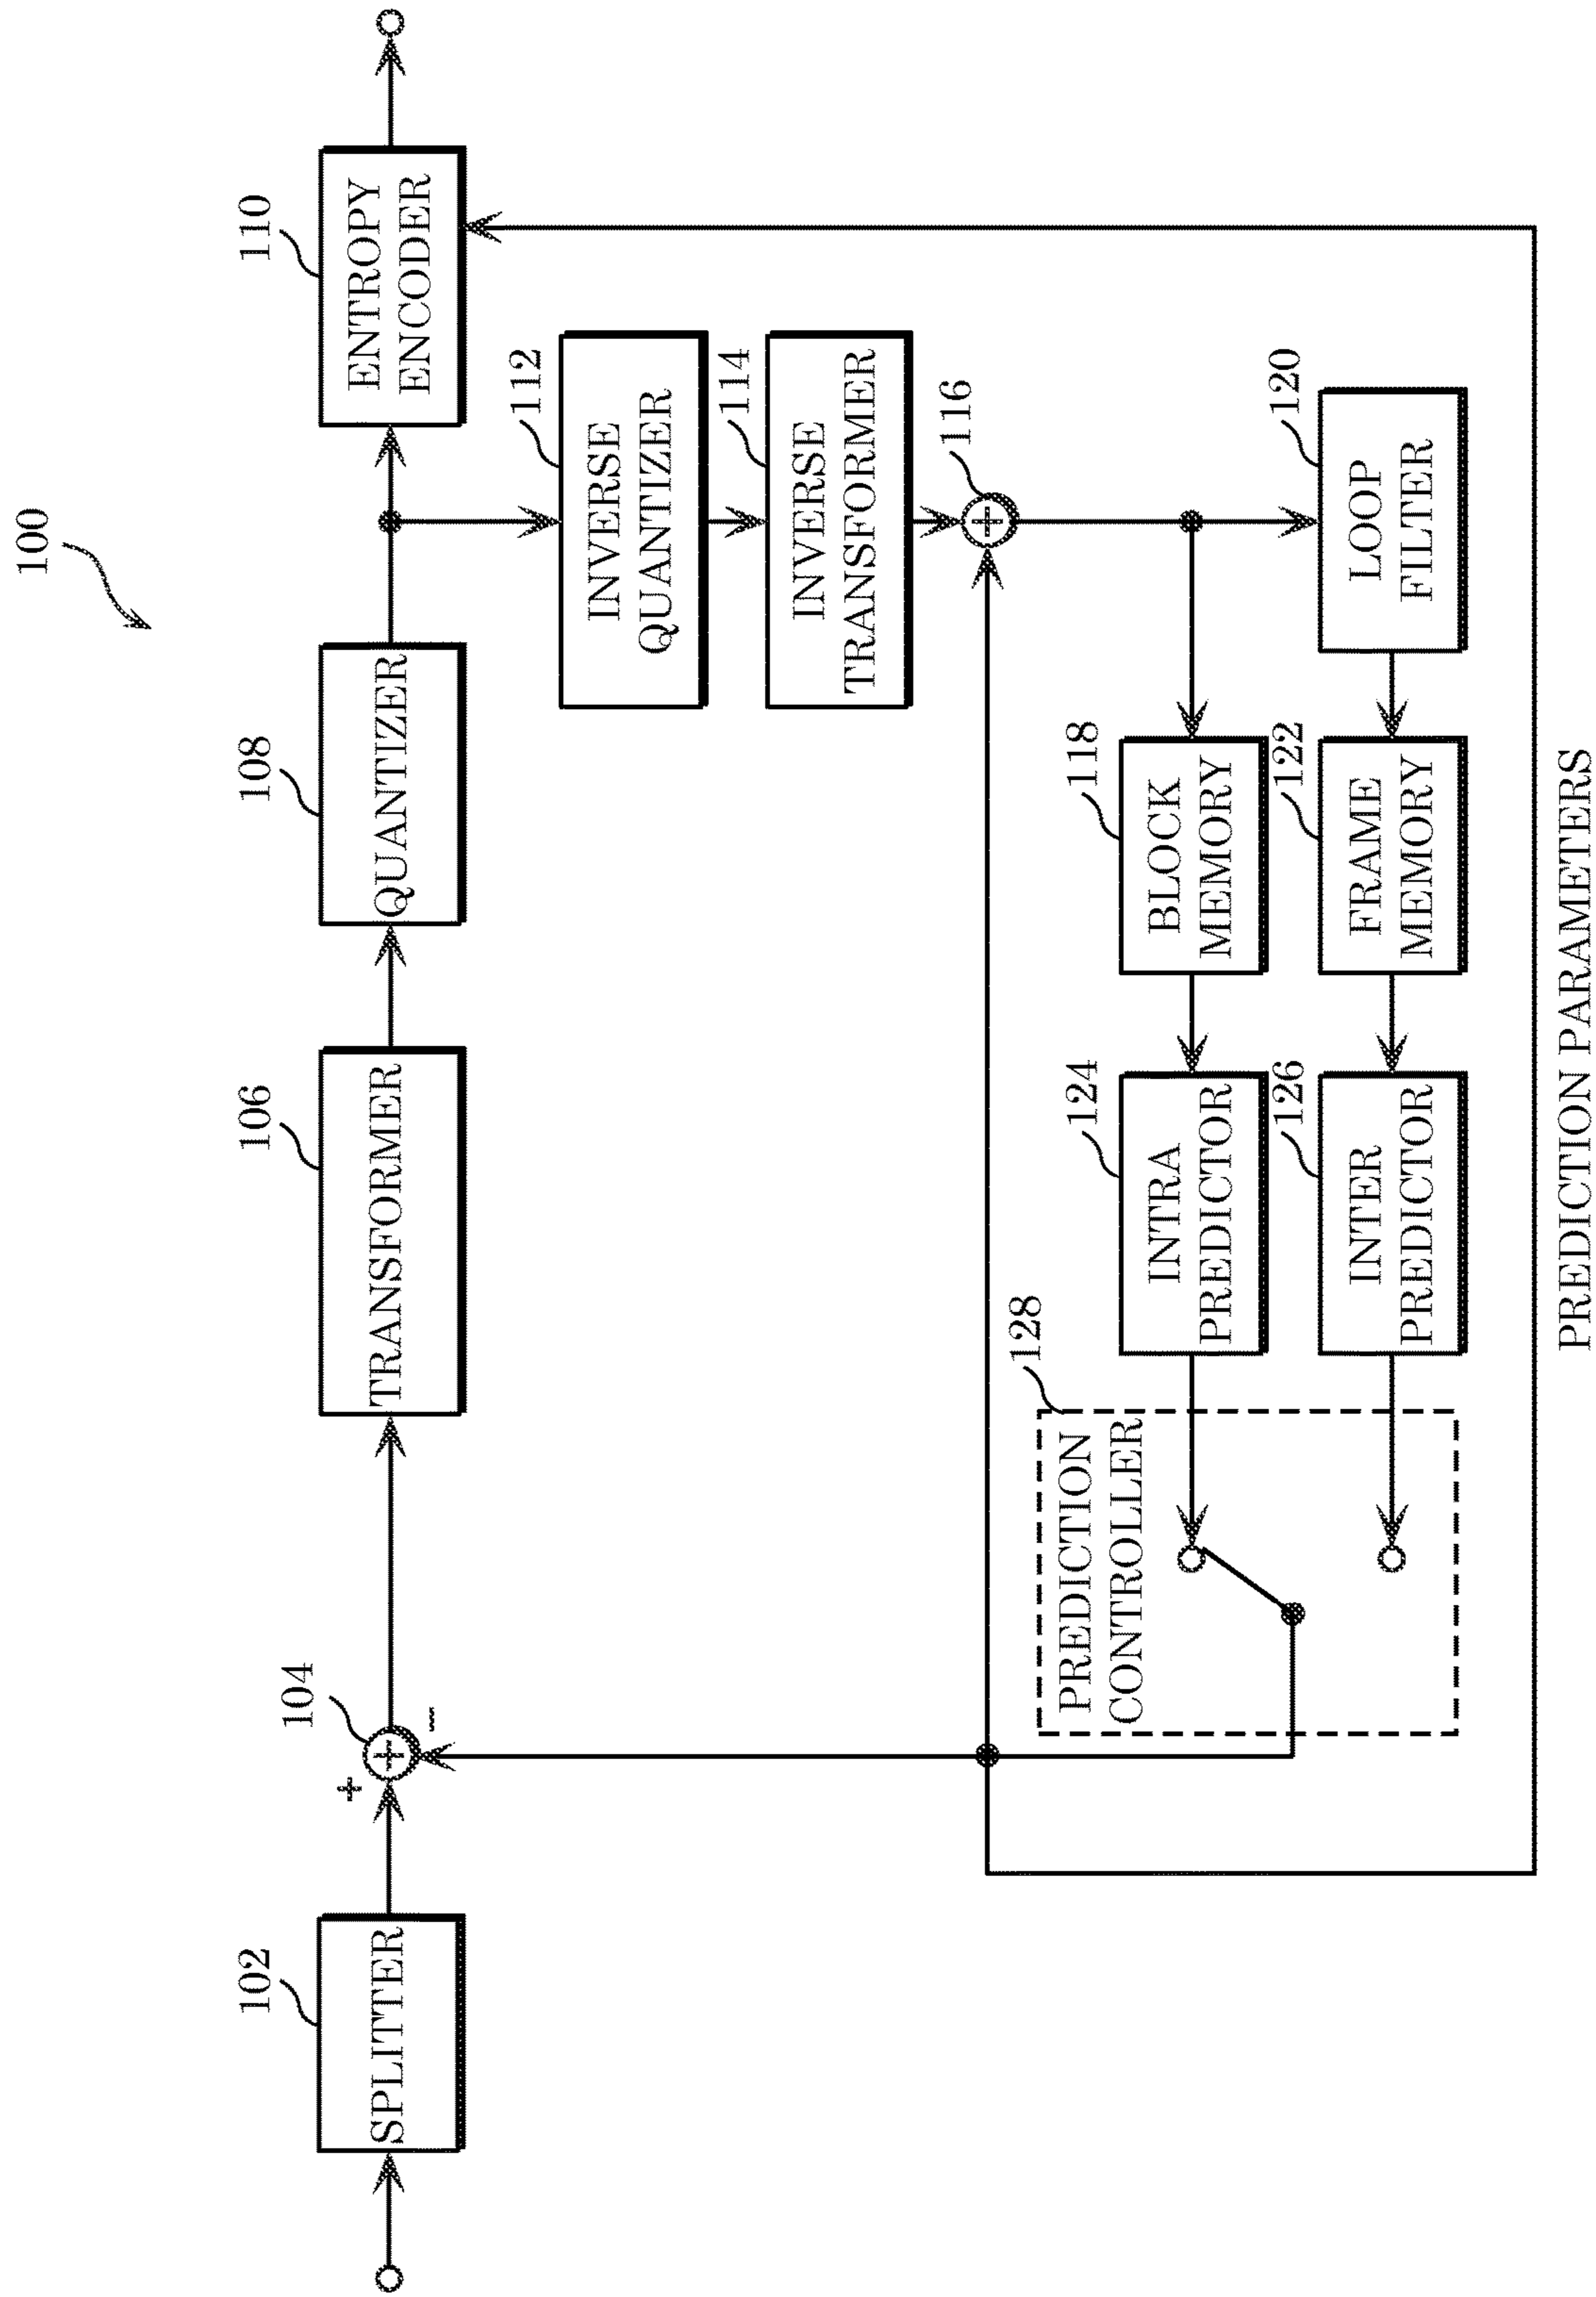 100
102
SPLITTER
104
+
−
106
TRANSFORMER
108
QUANTIZER
110
ENTROPY
ENCODER
112
INVERSE
QUANTIZER
114
INVERSE
TRANSFORMER
116
128
PREDICTION
CONTROLLER
124
INTRA
PREDICTOR
118
BLOCK
MEMORY
126
INTER
PREDICTOR
122
FRAME
MEMORY
120
LOOP
FILTER
PREDICTION PARAMETERS